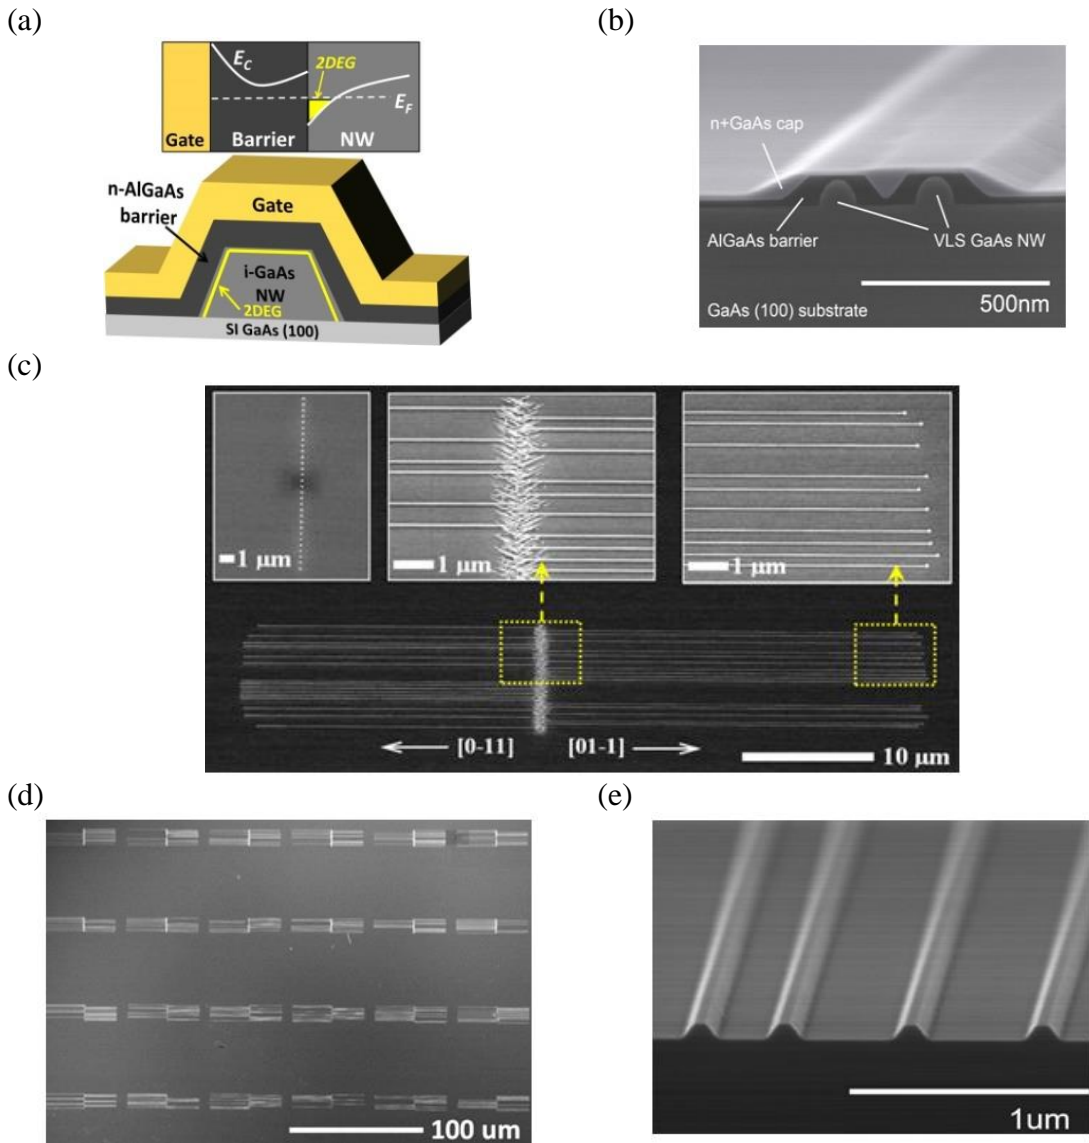 (a)
(b)
E_C
2DEG
E_F
Gate
Barrier
NW
n-AlGaAs
barrier
Gate
i-GaAs
NW
2DEG
SI GaAs (100)
n+GaAs cap
AlGaAs barrier
VLS GaAs NW
500nm
GaAs (100) substrate
(c)
1 μm
1 μm
1 μm
[0-11]
[01-1]
10 μm
(d)
(e)
100 um
1um